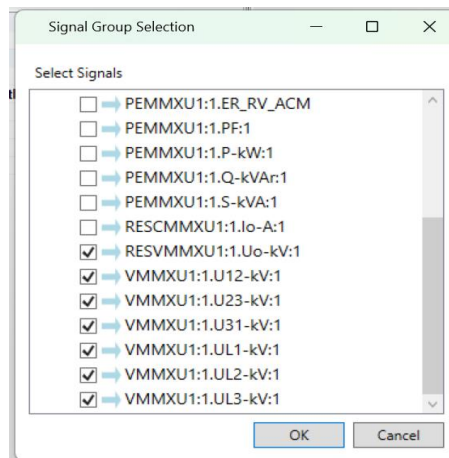 Signal Group Selection
Select Signals
PEMMXU1:1.ER_RV_ACM
PEMMXU1:1.PF:1
PEMMXU1:1.P-kW:1
PEMMXU1:1.Q-kVAr:1
PEMMXU1:1.S-kVA:1
RESCMMXU1:1.Io-A:1
RESVMMXU1:1.Uo-kV:1
VMMXU1:1.U12-kV:1
VMMXU1:1.U23-kV:1
VMMXU1:1.U31-kV:1
VMMXU1:1.UL1-kV:1
VMMXU1:1.UL2-kV:1
VMMXU1:1.UL3-kV:1
OK Cancel